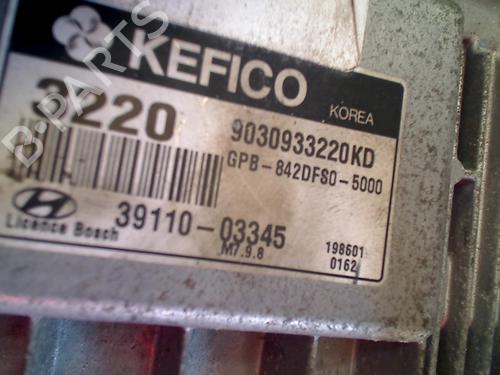 KEFICO
KOREA
3220
9030933220KD
GPB-842DFS0-5000
39110-03345
Licence Bosch
M7.9.8
198601
0162
B-PARTS